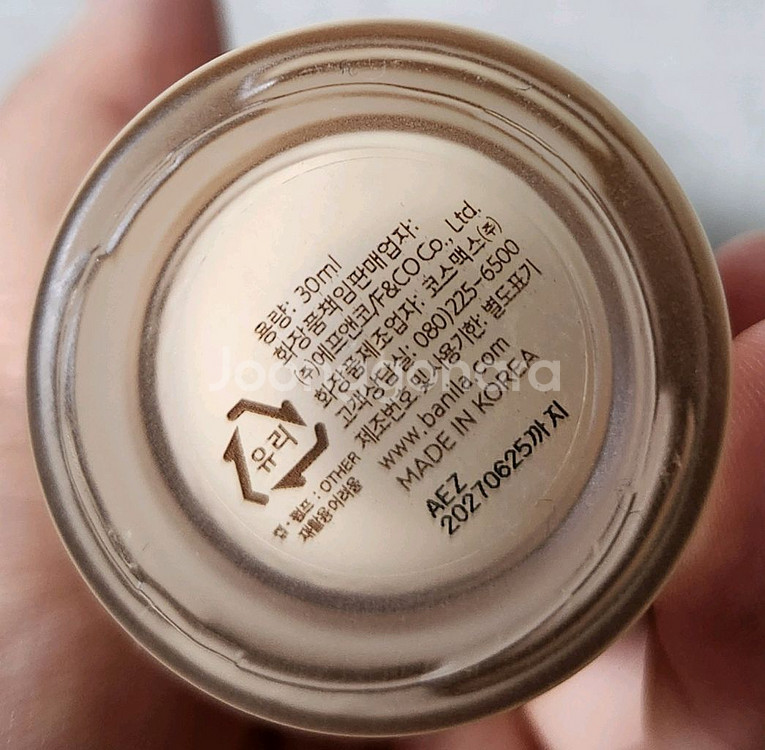 용량: 30ml
화장품책임판매업자:
㈜에프앤코/F&CO Co., Ltd.
화장품제조업자: 코스맥스(주)
고객상담실: 080)225-6500
제조번호 및 사용기한: 별도표기
www.banila.com
MADE IN KOREA
AEZ
20270625까지
유리
캡·펌프 : OTHER
재활용어려움
Joonggonara